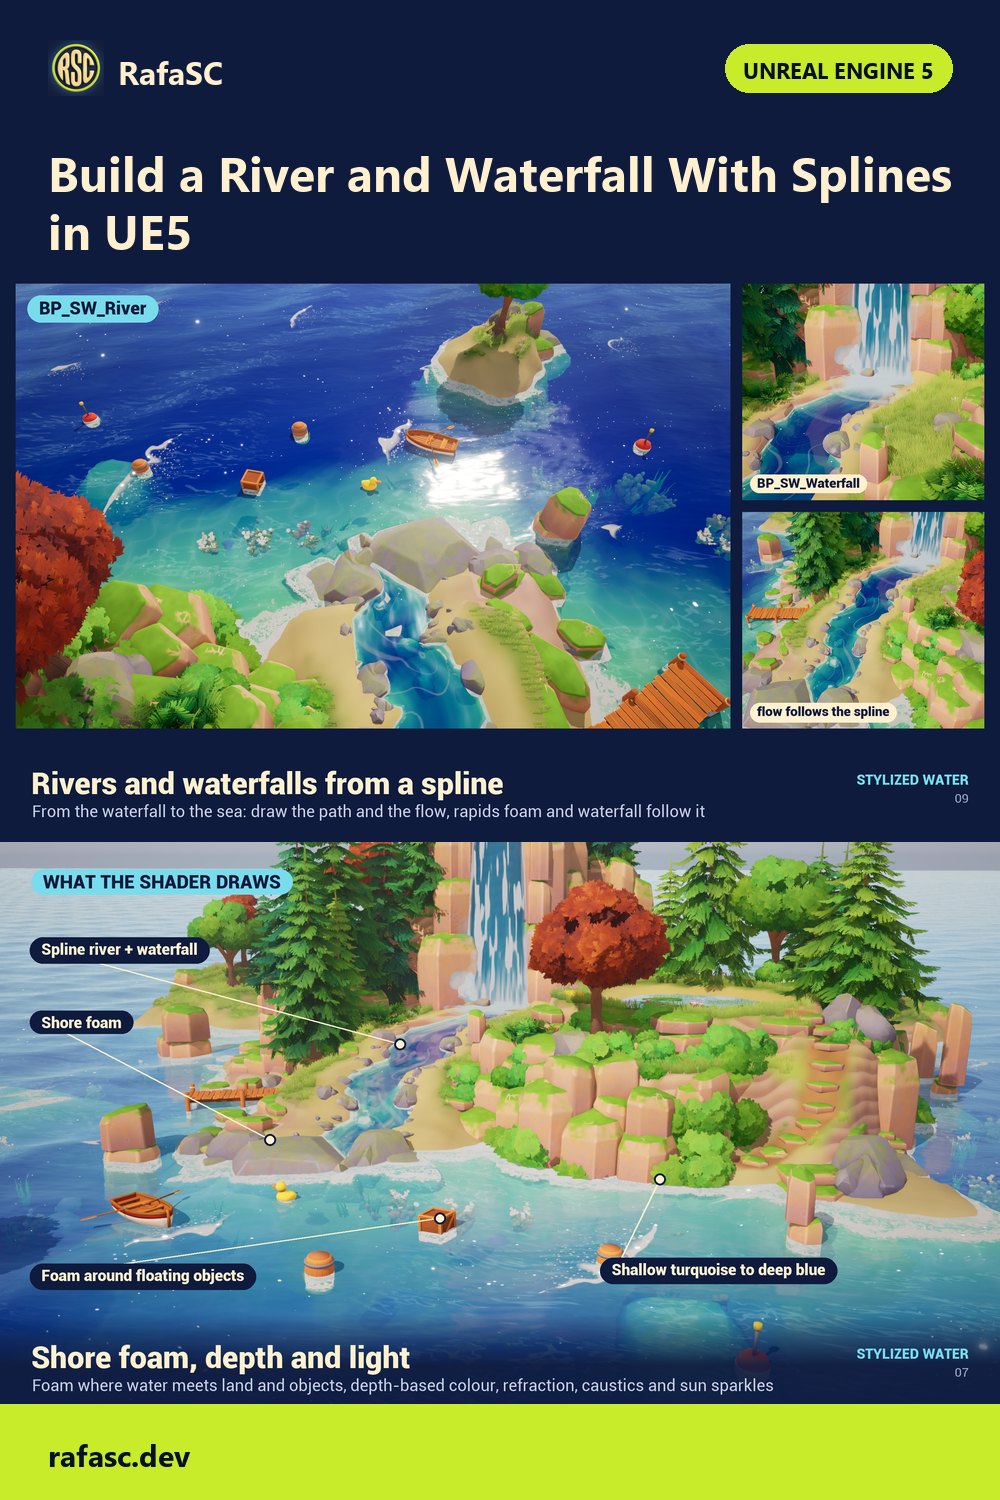 RSC
RafaSC
UNREAL ENGINE 5
Build a River and Waterfall With Splines
in UE5
BP_SW_River
BP_SW_Waterfall
flow follows the spline
Rivers and waterfalls from a spline
From the waterfall to the sea: draw the path and the flow, rapids foam and waterfall follow it
STYLIZED WATER
09
WHAT THE SHADER DRAWS
Spline river + waterfall
Shore foam
Foam around floating objects
Shallow turquoise to deep blue
Shore foam, depth and light
Foam where water meets land and objects, depth-based colour, refraction, caustics and sun sparkles
STYLIZED WATER
07
rafasc.dev